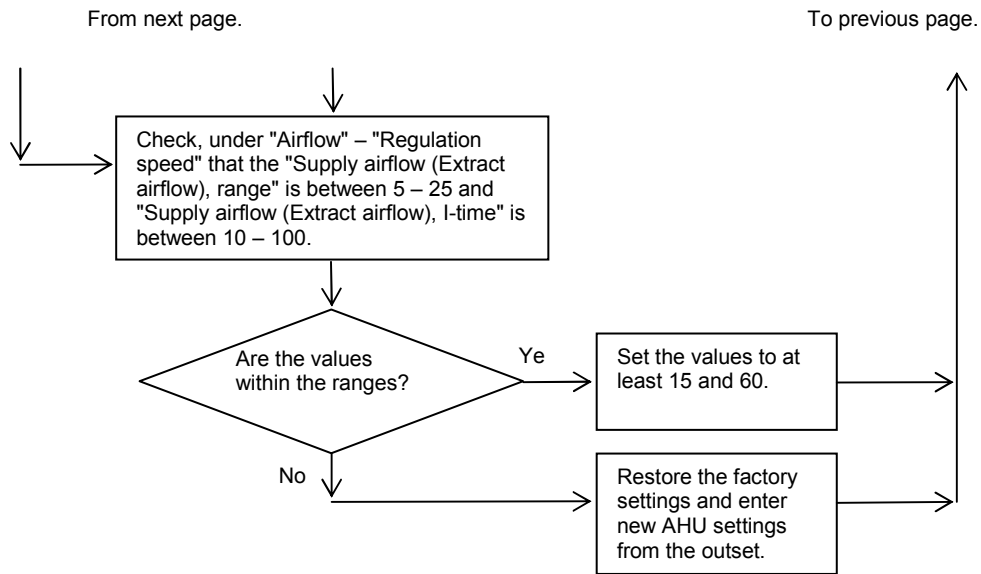 From next page.
To previous page.
Check, under "Airflow" – "Regulation
speed" that the "Supply airflow (Extract
airflow), range" is between 5 – 25 and
"Supply airflow (Extract airflow), I-time" is
between 10 – 100.
Are the values
within the ranges?
Ye
Set the values to at
least 15 and 60.
No
Restore the factory
settings and enter
new AHU settings
from the outset.